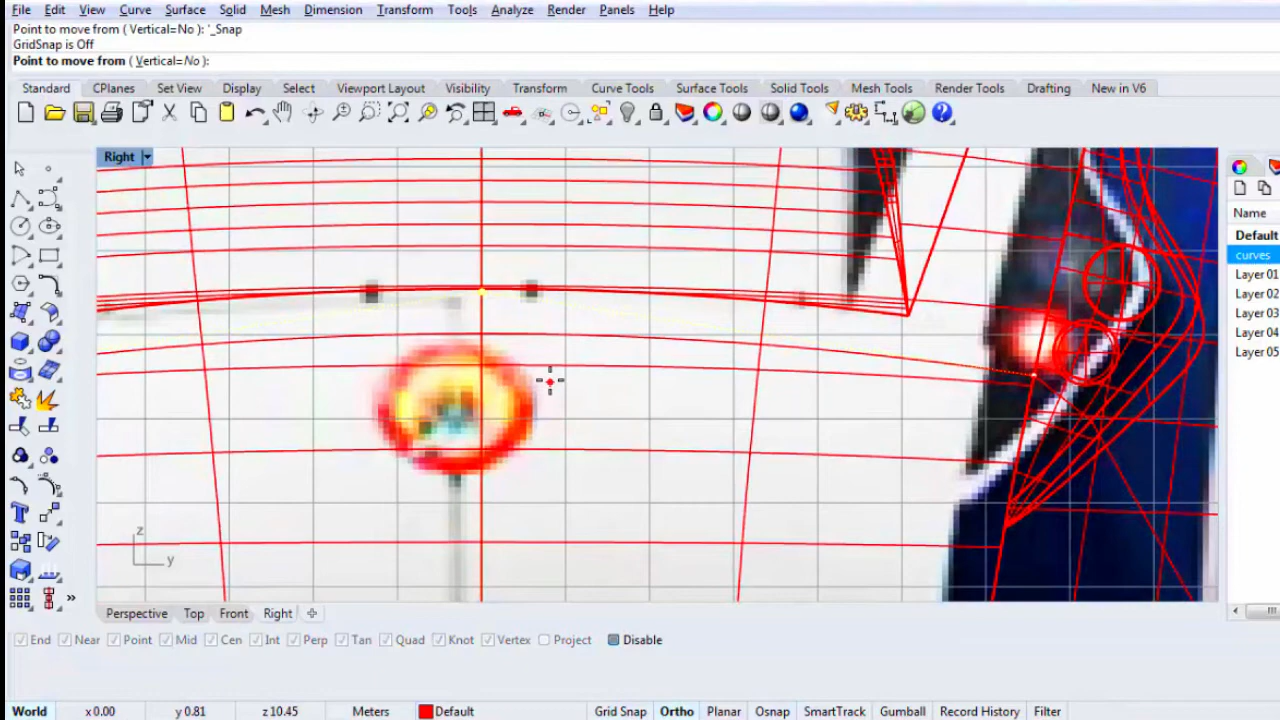 File Edit View Curve Surface Solid Mesh Dimension Transform Tools Analyze Render Panels Help
Point to move from ( Vertical=No ): '_Snap
GridSnap is Off
Point to move from ( Vertical=No ):
Standard CPlanes Set View Display Select Viewport Layout Visibility Transform Curve Tools Surface Tools Solid Tools Mesh Tools Render Tools Drafting New in V6
Right
Name
Default
curves
Layer 01
Layer 02
Layer 03
Layer 04
Layer 05
z
y
Perspective Top Front Right
End Near Point Mid Cen Int Perp Tan Quad Knot Vertex Project Disable
World x 0.00 y 0.81 z 10.45 Meters Default Grid Snap Ortho Planar Osnap SmartTrack Gumball Record History Filter